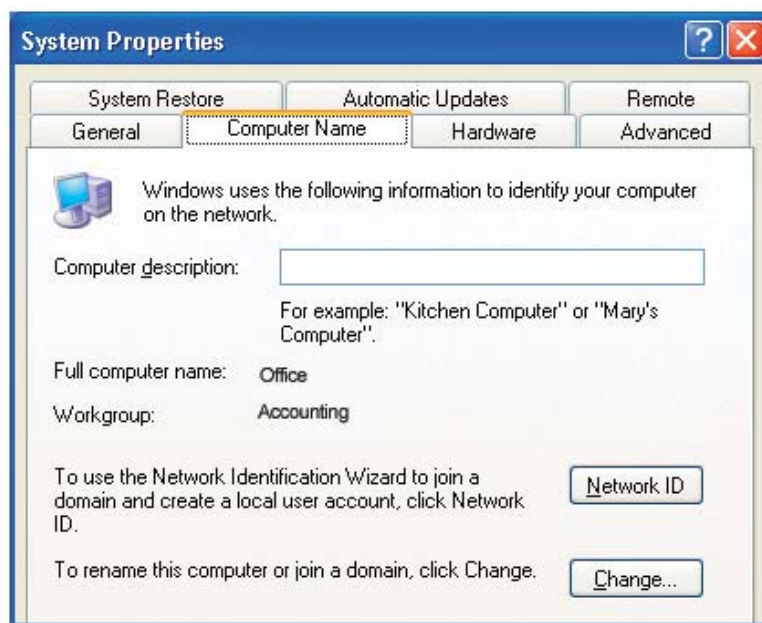 System Properties
System Restore Automatic Updates Remote
General Computer Name Hardware Advanced
Windows uses the following information to identify your computer
on the network.
Computer description:
For example: "Kitchen Computer" or "Mary's
Computer".
Full computer name: Office
Workgroup: Accounting
To use the Network Identification Wizard to join a
domain and create a local user account, click Network
ID.
Network ID
To rename this computer or join a domain, click Change.
Change...